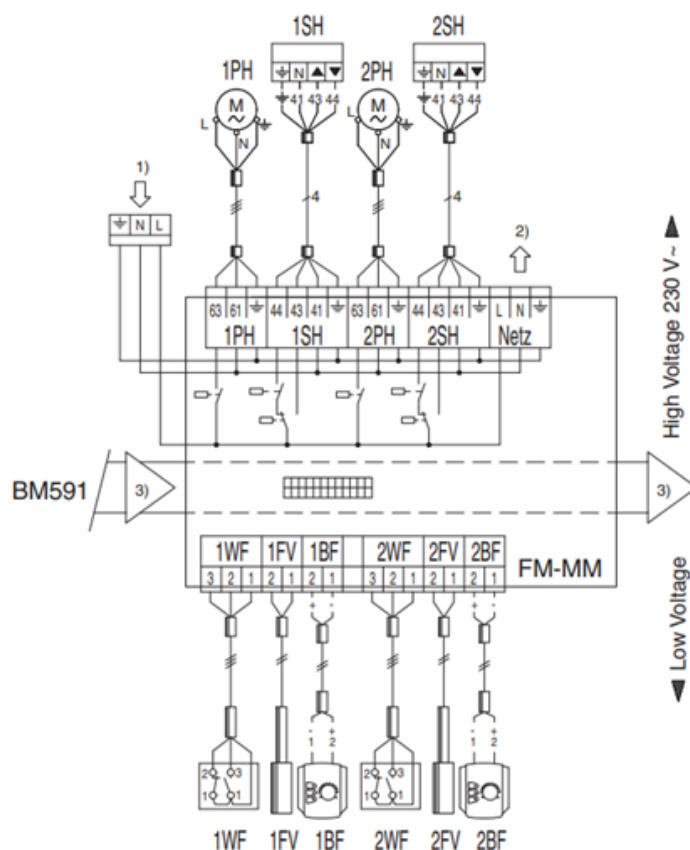 1SH 2SH
1PH ⏚ N ▲ ▼ 2PH ⏚ N ▲ ▼
⏚ 41 43 44 ⏚ 41 43 44
M ~ M ~
L N ⏚ L N ⏚
1)
4 4
⏚ N L
2)
63 61 ⏚ 44 43 41 ⏚ 63 61 ⏚ 44 43 41 ⏚ L N ⏚
1PH 1SH 2PH 2SH Netz
High Voltage 230 V~
BM591 3) 3)
1WF 1FV 1BF 2WF 2FV 2BF
FM-MM
3 2 1 2 1 2 1 3 2 1 2 1 2 1
+ - + -
Low Voltage
- + - +
1 2 1 2
2 3 2 3
1 1 1 1
1WF 1FV 1BF 2WF 2FV 2BF